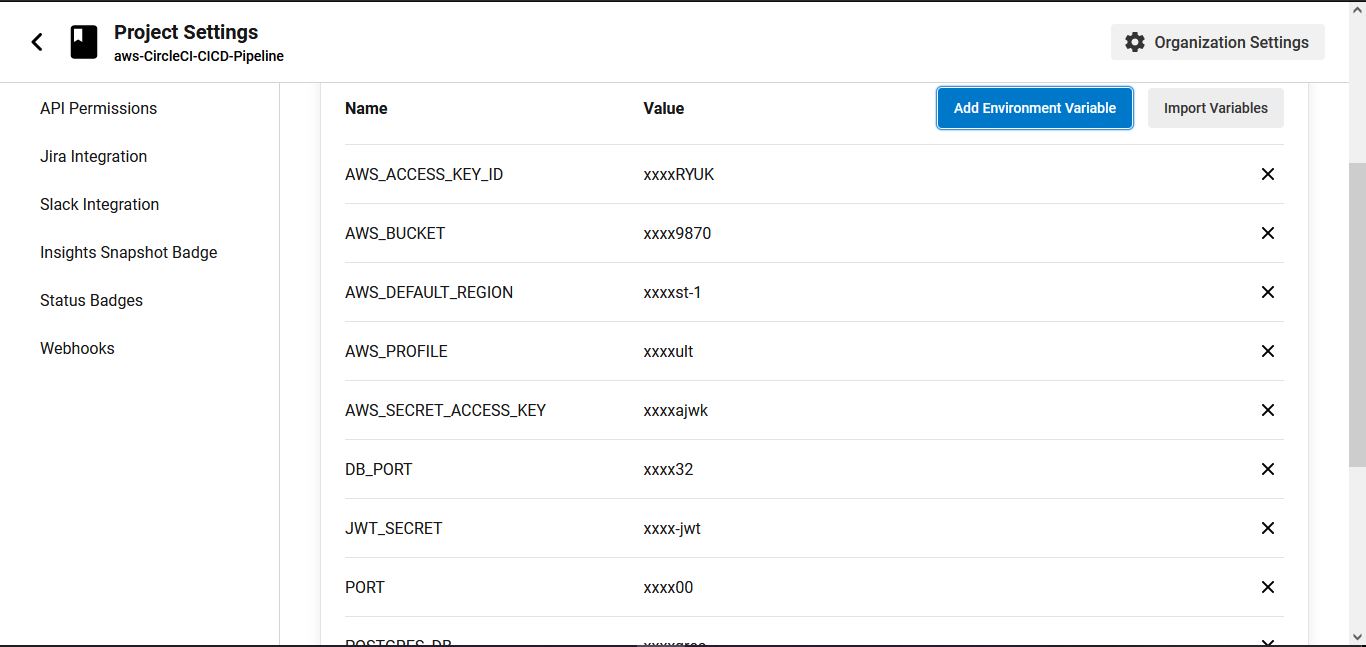 Project Settings
aws-CircleCI-CICD-Pipeline
Organization Settings
API Permissions
Jira Integration
Slack Integration
Insights Snapshot Badge
Status Badges
Webhooks
Name Value Add Environment Variable Import Variables
AWS_ACCESS_KEY_ID xxxxRYUK
AWS_BUCKET xxxx9870
AWS_DEFAULT_REGION xxxxst-1
AWS_PROFILE xxxxult
AWS_SECRET_ACCESS_KEY xxxxajwk
DB_PORT xxxx32
JWT_SECRET xxxx-jwt
PORT xxxx00
POSTGRES_DB xxxxgres